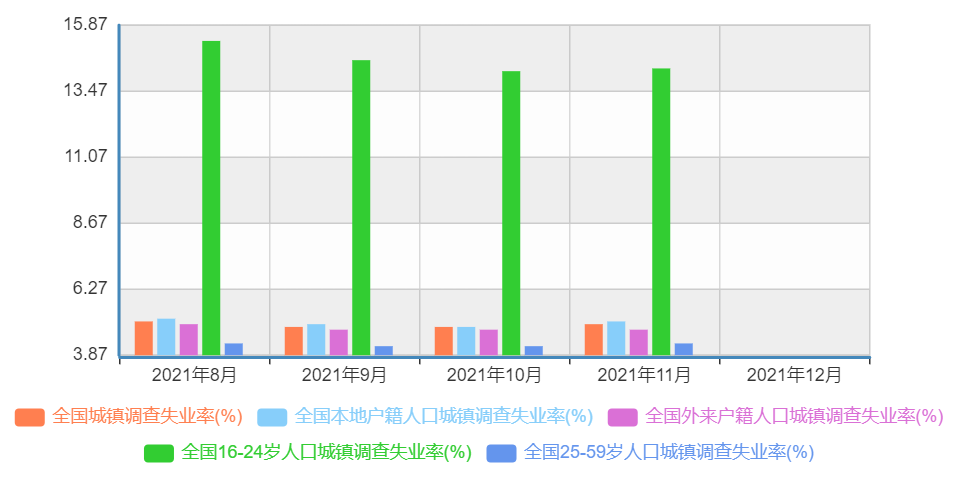 15.87
13.47
11.07
8.67
6.27
3.87
2021年8月 2021年9月 2021年10月 2021年11月 2021年12月
全国城镇调查失业率(%) 全国本地户籍人口城镇调查失业率(%) 全国外来户籍人口城镇调查失业率(%)
全国16-24岁人口城镇调查失业率(%) 全国25-59岁人口城镇调查失业率(%)